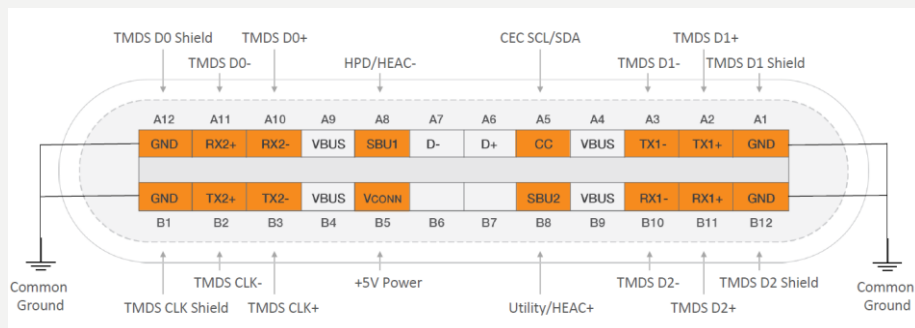 TMDS D0 Shield
TMDS D0-
TMDS D0+
HPD/HEAC-
CEC SCL/SDA
TMDS D1-
TMDS D1+
TMDS D1 Shield
A12 A11 A10 A9 A8 A7 A6 A5 A4 A3 A2 A1
GND RX2+ RX2- VBUS SBU1 D- D+ CC VBUS TX1- TX1+ GND
GND TX2+ TX2- VBUS VCONN SBU2 VBUS RX1- RX1+ GND
B1 B2 B3 B4 B5 B6 B7 B8 B9 B10 B11 B12
Common
Ground
TMDS CLK Shield
TMDS CLK-
TMDS CLK+
+5V Power
Utility/HEAC+
TMDS D2-
TMDS D2+
TMDS D2 Shield
Common
Ground